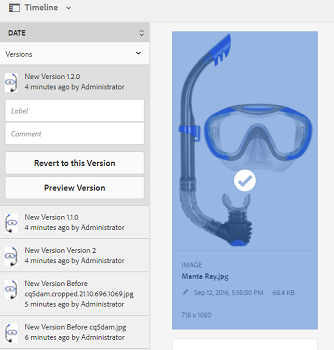 Timeline
DATE
Versions
New Version 1.2.0
4 minutes ago by Administrator
Label
Comment
Revert to this Version
Preview Version
New Version 1.1.0
4 minutes ago by Administrator
New Version Version 2
4 minutes ago by Administrator
New Version Before
cq5dam.cropped.21.10.696.1069.jpg
5 minutes ago by Administrator
New Version Before cq5dam.jpg
6 minutes ago by Administrator
IMAGE
Manta Ray.jpg
Sep 12, 2016, 5:18:00 PM 68.4 KB
718 x 1080